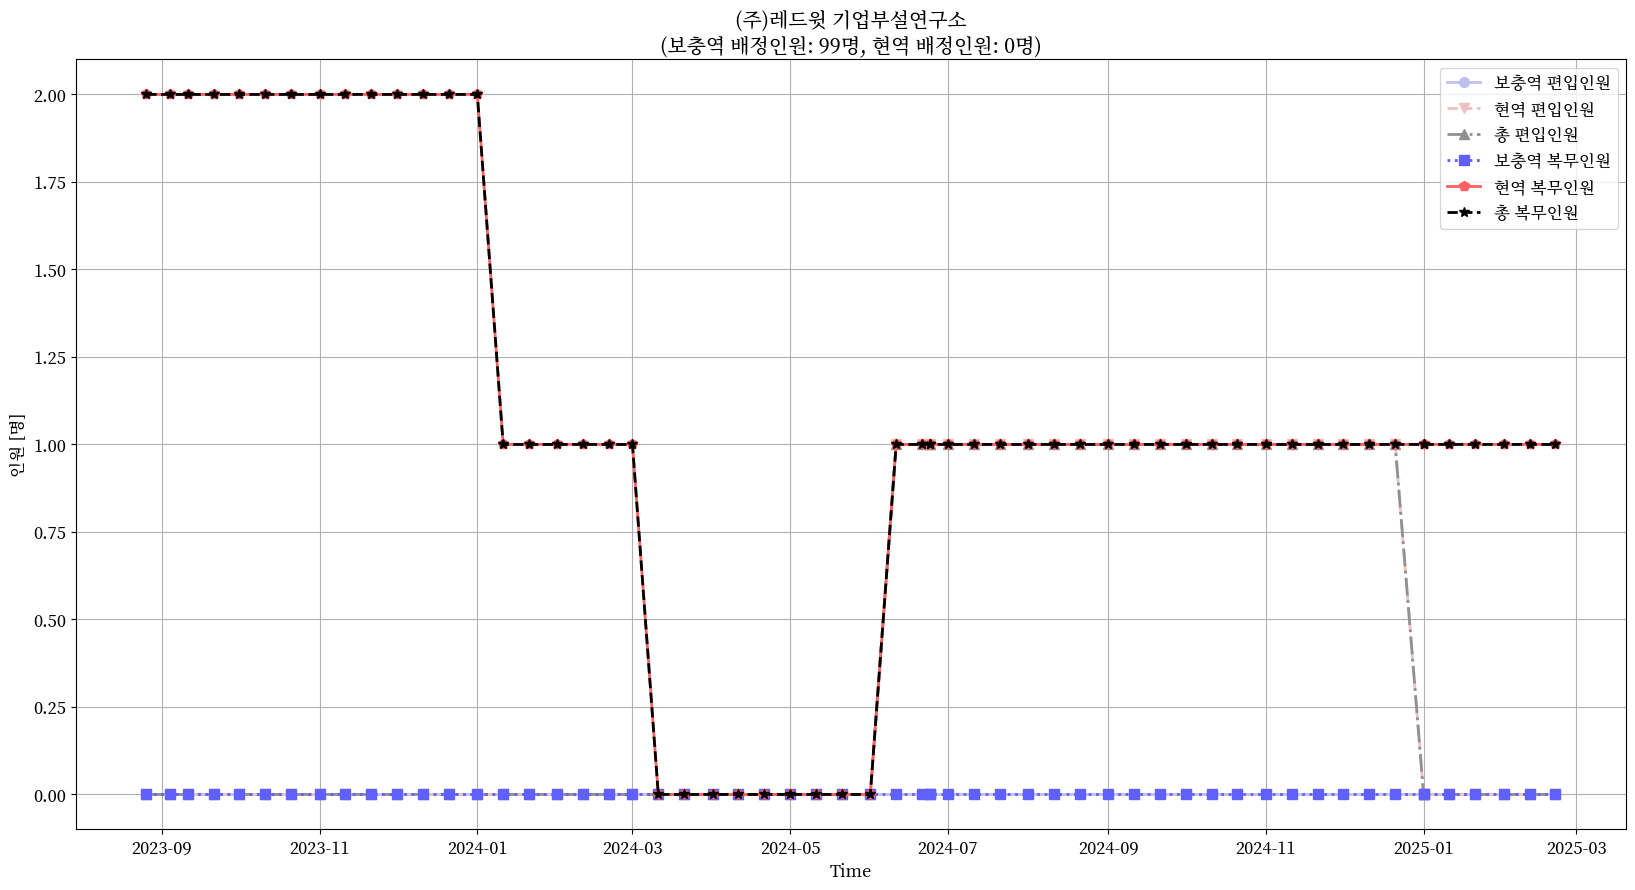 (주)레드윗 기업부설연구소
(보충역 배정인원: 99명, 현역 배정인원: 0명)
보충역 편입인원
현역 편입인원
총 편입인원
보충역 복무인원
현역 복무인원
총 복무인원
인원 [명]
2.00
1.75
1.50
1.25
1.00
0.75
0.50
0.25
0.00
2023-09 2023-11 2024-01 2024-03 2024-05 2024-07 2024-09 2024-11 2025-01 2025-03
Time